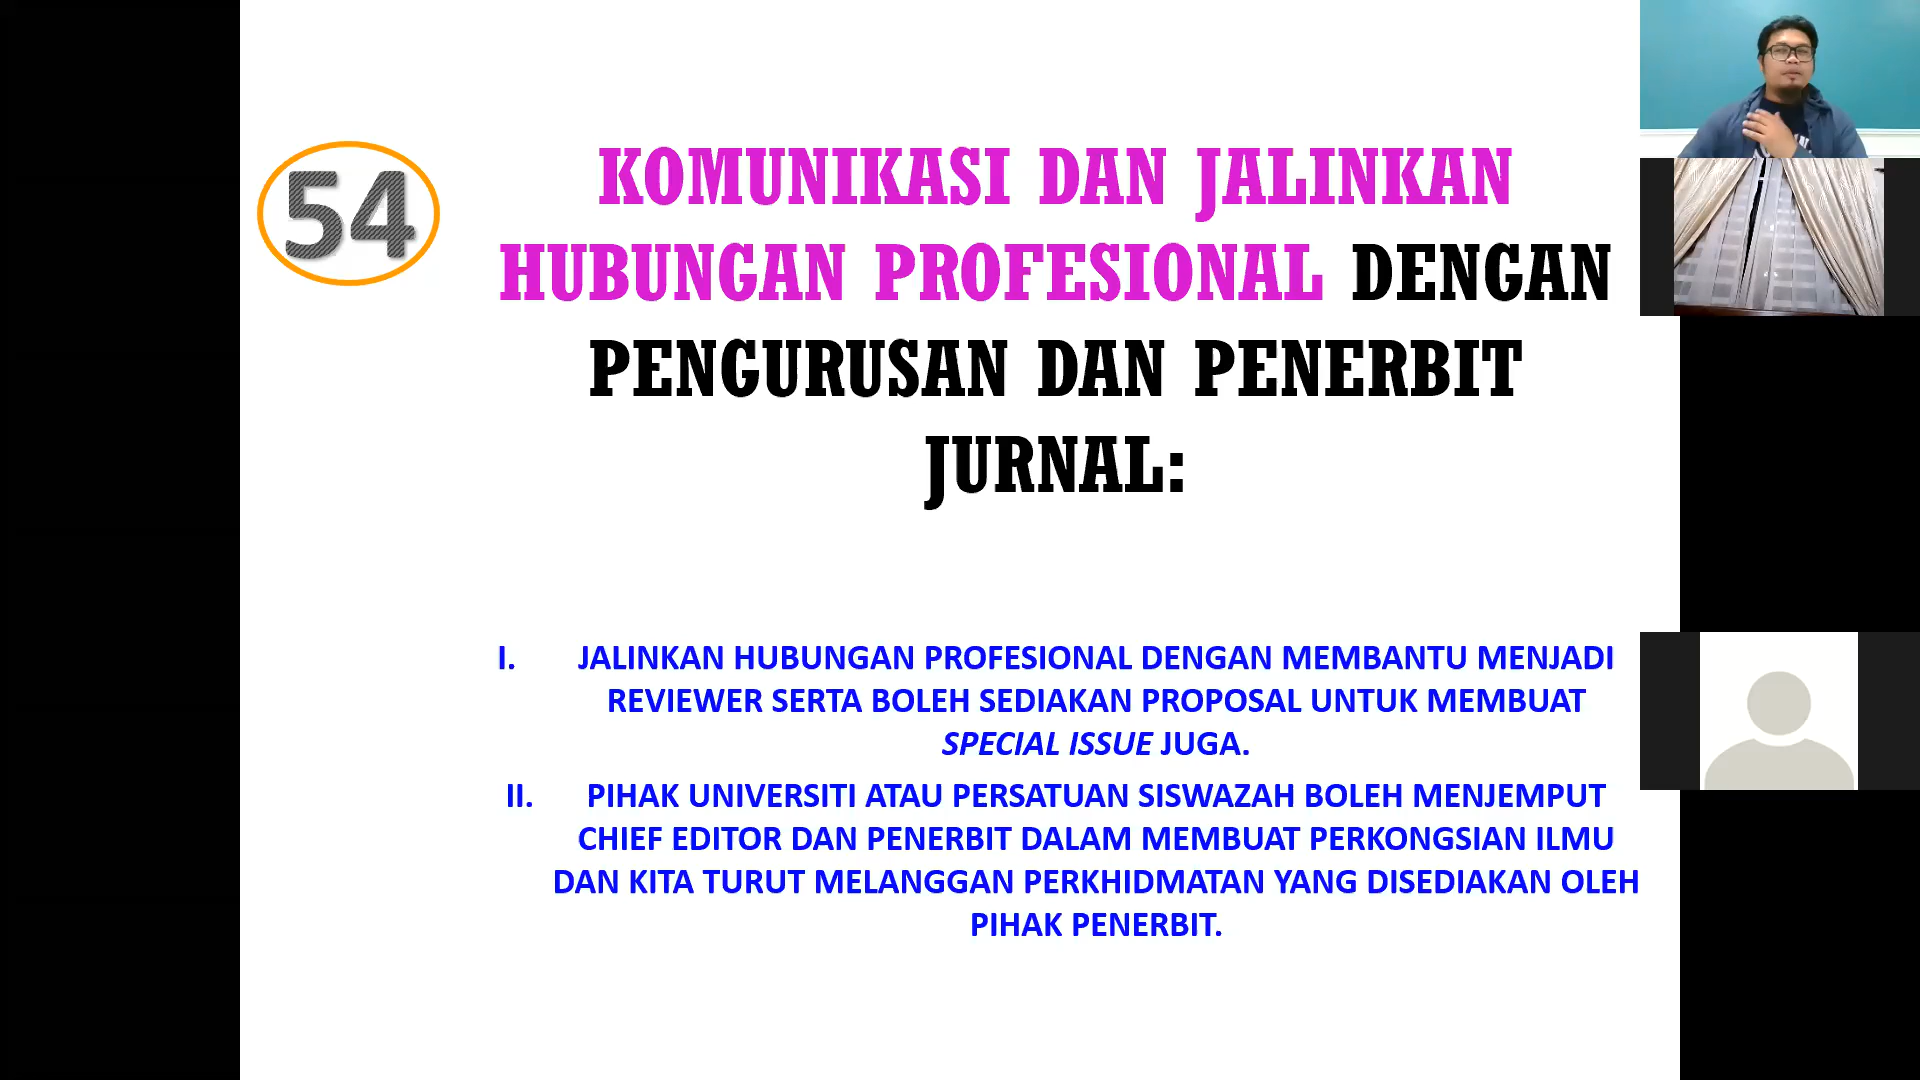 54
KOMUNIKASI DAN JALINKAN
HUBUNGAN PROFESIONAL DENGAN
PENGURUSAN DAN PENERBIT
JURNAL:
I. JALINKAN HUBUNGAN PROFESIONAL DENGAN MEMBANTU MENJADI
REVIEWER SERTA BOLEH SEDIAKAN PROPOSAL UNTUK MEMBUAT
SPECIAL ISSUE JUGA.
II. PIHAK UNIVERSITI ATAU PERSATUAN SISWAZAH BOLEH MENJEMPUT
CHIEF EDITOR DAN PENERBIT DALAM MEMBUAT PERKONGSIAN ILMU
DAN KITA TURUT MELANGGAN PERKHIDMATAN YANG DISEDIAKAN OLEH
PIHAK PENERBIT.